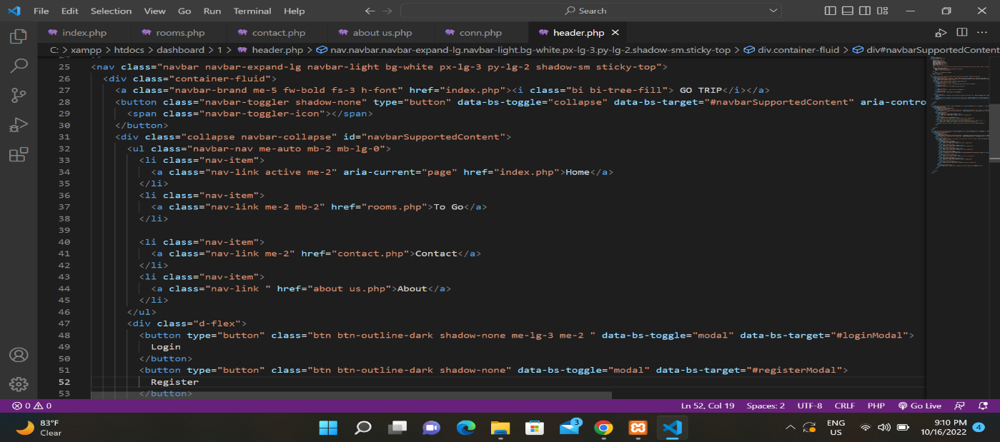 File Edit Selection View Go Run Terminal Help
Search
index.php rooms.php contact.php about us.php conn.php header.php
C: > xampp > htdocs > dashboard > 1 > header.php > nav.navbar.navbar-expand-lg.navbar-light.bg-white.px-lg-3.py-lg-2.shadow-sm.sticky-top > div.container-fluid > div#navbarSupportedContent
25 <nav class="navbar navbar-expand-lg navbar-light bg-white px-lg-3 py-lg-2 shadow-sm sticky-top">
26 <div class="container-fluid">
27 <a class="navbar-brand me-5 fw-bold fs-3 h-font" href="index.php"><i class="bi bi-tree-fill"> GO TRIP</i></a>
28 <button class="navbar-toggler shadow-none" type="button" data-bs-toggle="collapse" data-bs-target="#navbarSupportedContent" aria-contro
29 <span class="navbar-toggler-icon"></span>
30 </button>
31 <div class="collapse navbar-collapse" id="navbarSupportedContent">
32 <ul class="navbar-nav me-auto mb-2 mb-lg-0">
33 <li class="nav-item">
34 <a class="nav-link active me-2" aria-current="page" href="index.php">Home</a>
35 </li>
36 <li class="nav-item">
37 <a class="nav-link me-2 mb-2" href="rooms.php">To Go</a>
38 </li>
39
40 <li class="nav-item">
41 <a class="nav-link me-2" href="contact.php">Contact</a>
42 </li>
43 <li class="nav-item">
44 <a class="nav-link " href="about us.php">About</a>
45 </li>
46 </ul>
47 <div class="d-flex">
48 <button type="button" class="btn btn-outline-dark shadow-none me-lg-3 me-2 " data-bs-toggle="modal" data-bs-target="#loginModal">
49 Login
50 </button>
51 <button type="button" class="btn btn-outline-dark shadow-none" data-bs-toggle="modal" data-bs-target="#registerModal">
52 Register
53 </button>
0 0 Ln 52, Col 19 Spaces: 2 UTF-8 CRLF PHP Go Live
83°F
Clear
3
ENG
US
9:10 PM
10/16/2022
4